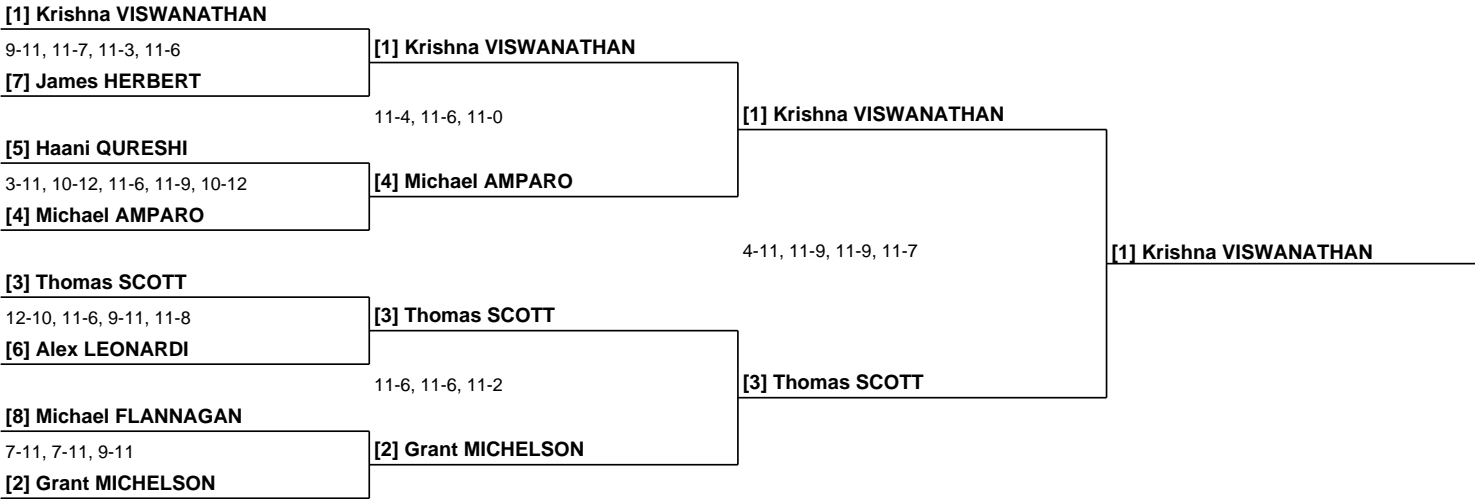 [1] Krishna VISWANATHAN
9-11, 11-7, 11-3, 11-6
[1] Krishna VISWANATHAN
[7] James HERBERT
11-4, 11-6, 11-0
[1] Krishna VISWANATHAN
[5] Haani QURESHI
3-11, 10-12, 11-6, 11-9, 10-12
[4] Michael AMPARO
[4] Michael AMPARO
4-11, 11-9, 11-9, 11-7
[1] Krishna VISWANATHAN
[3] Thomas SCOTT
12-10, 11-6, 9-11, 11-8
[3] Thomas SCOTT
[6] Alex LEONARDI
11-6, 11-6, 11-2
[3] Thomas SCOTT
[8] Michael FLANNAGAN
7-11, 7-11, 9-11
[2] Grant MICHELSON
[2] Grant MICHELSON